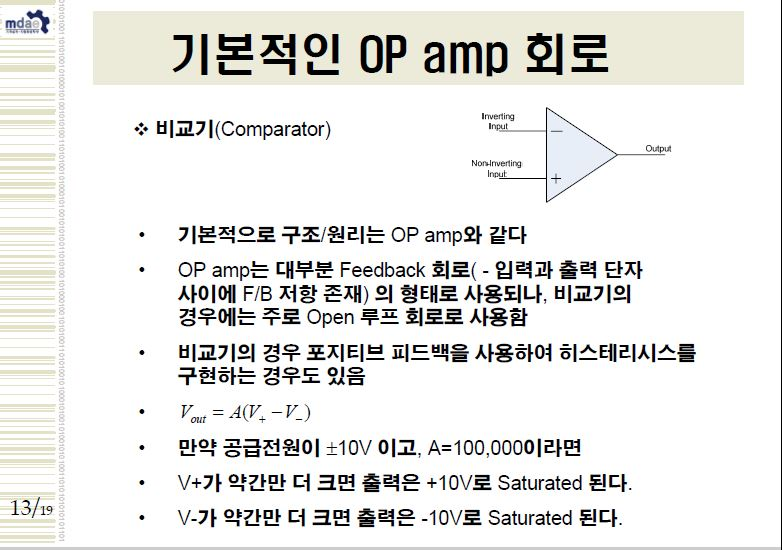 mdae
기본적인 OP amp 회로
❖ 비교기(Comparator)
Inverting
Input
Non-Inverting
Input
Output
• 기본적으로 구조/원리는 OP amp와 같다
• OP amp는 대부분 Feedback 회로( - 입력과 출력 단자
사이에 F/B 저항 존재) 의 형태로 사용되나, 비교기의
경우에는 주로 Open 루프 회로로 사용함
• 비교기의 경우 포지티브 피드백을 사용하여 히스테리시스를
구현하는 경우도 있음
• V_out = A(V_+ − V_−)
• 만약 공급전원이 ±10V 이고, A=100,000이라면
• V+가 약간만 더 크면 출력은 +10V로 Saturated 된다.
• V-가 약간만 더 크면 출력은 -10V로 Saturated 된다.
13/19